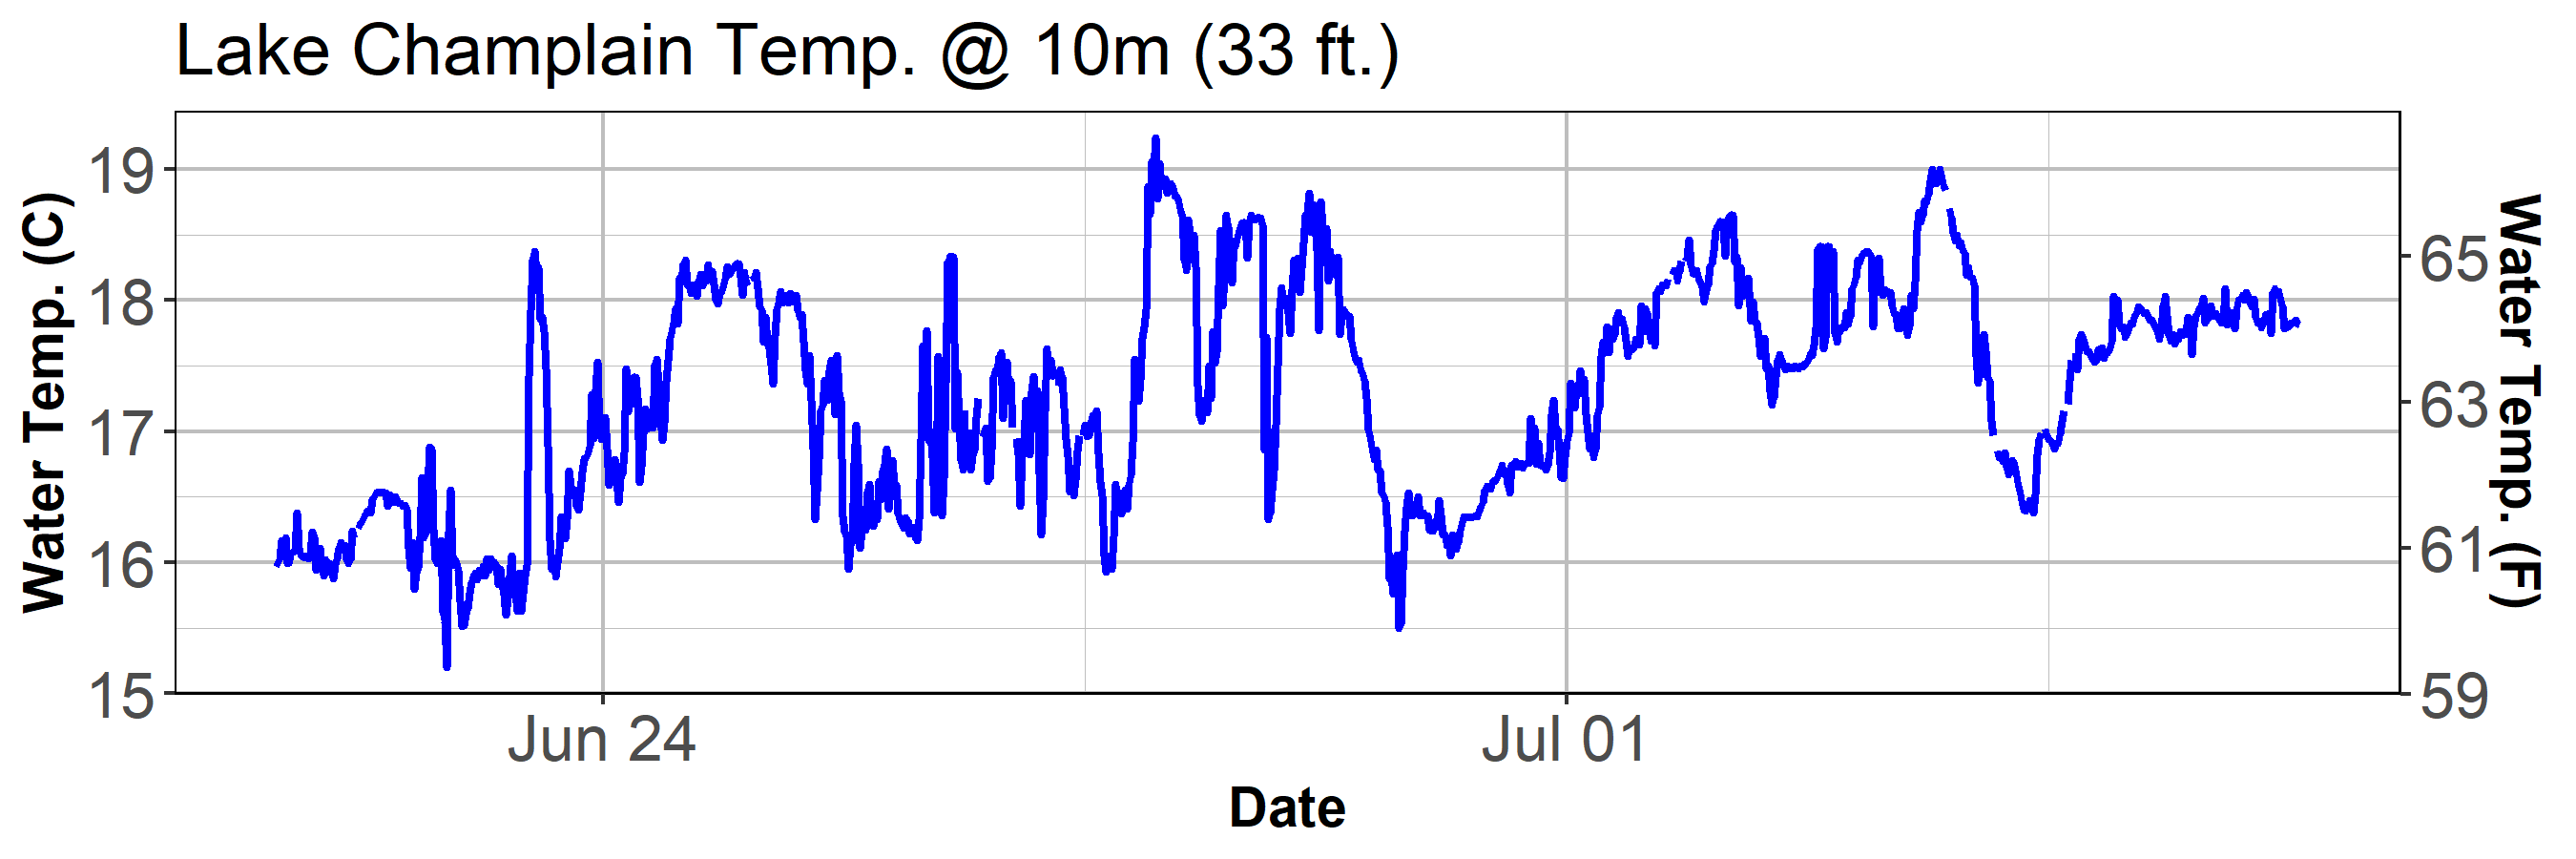 Lake Champlain Temp. @ 10m (33 ft.)
Water Temp. (C)
19
18
17
16
15
65
63
61
59
Water Temp. (F)
Jun 24
Jul 01
Date